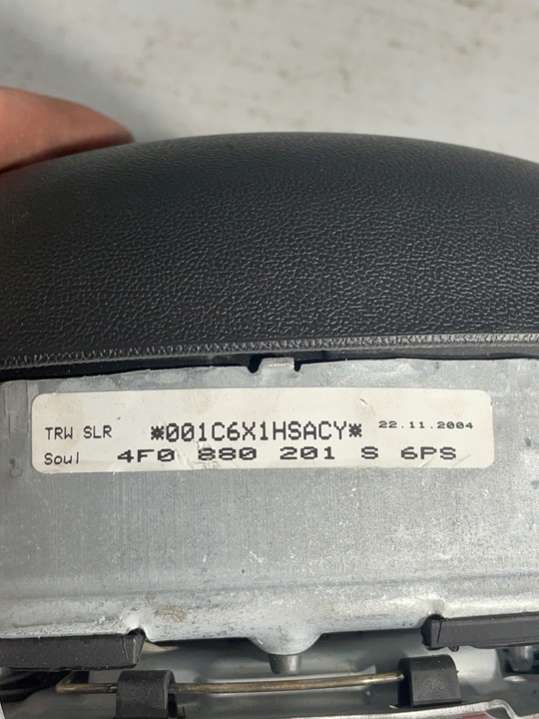 TRW SLR *001C6X1HSACY* 22.11.2004
Soul 4F0 880 201 S 6PS